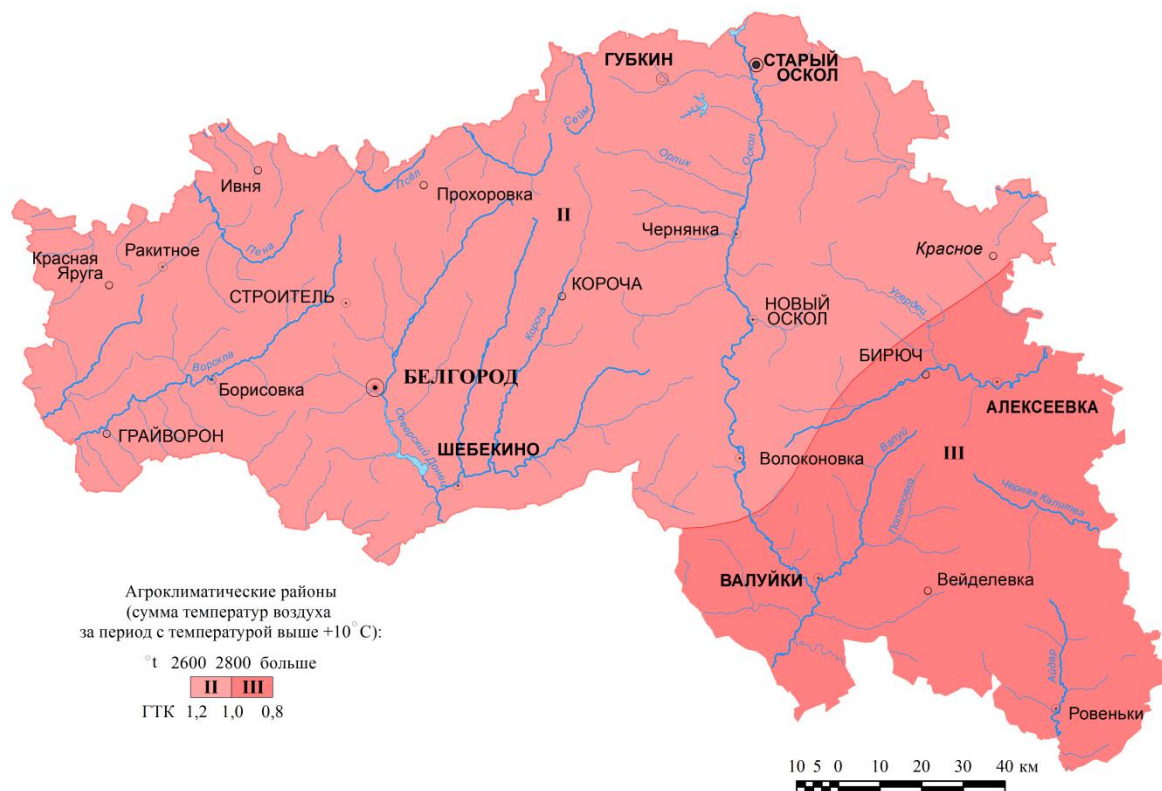 ГУБКИН
СТАРЫЙ
ОСКОЛ
Сейм
Ивня
Псёл
Прохоровка
Орлик
Оскол
II
Чернянка
Красная
Яруга
Ракитное
Пена
Красное
СТРОИТЕЛЬ
КОРОЧА
Короча
НОВЫЙ
ОСКОЛ
Усердец
БИРЮЧ
Ворскла
Борисовка
БЕЛГОРОД
АЛЕКСЕЕВКА
ГРАЙВОРОН
Северский Донец
ШЕБЕКИНО
Волоконовка
Валуй
III
Полатовка
Черная Калитва
ВАЛУЙКИ
Вейделевка
Айдар
Ровеньки
Агроклиматические районы
(сумма температур воздуха
за период с температурой выше +10°C):
°t 2600 2800 больше
II III
ГТК 1,2 1,0 0,8
10 5 0 10 20 30 40 км